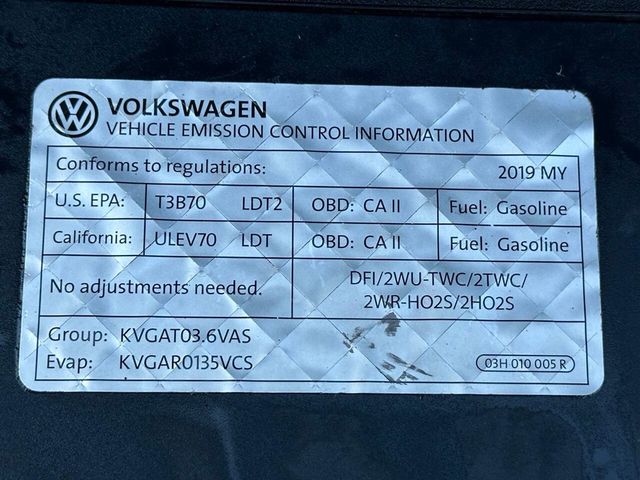 VOLKSWAGEN
VEHICLE EMISSION CONTROL INFORMATION
Conforms to regulations: 2019 MY
U.S. EPA: T3B70 LDT2 OBD: CA II Fuel: Gasoline
California: ULEV70 LDT OBD: CA II Fuel: Gasoline
No adjustments needed.
DFI/2WU-TWC/2TWC/
2WR-HO2S/2HO2S
Group: KVGAT03.6VAS
Evap: KVGAR0135VCS
03H 010 005 R